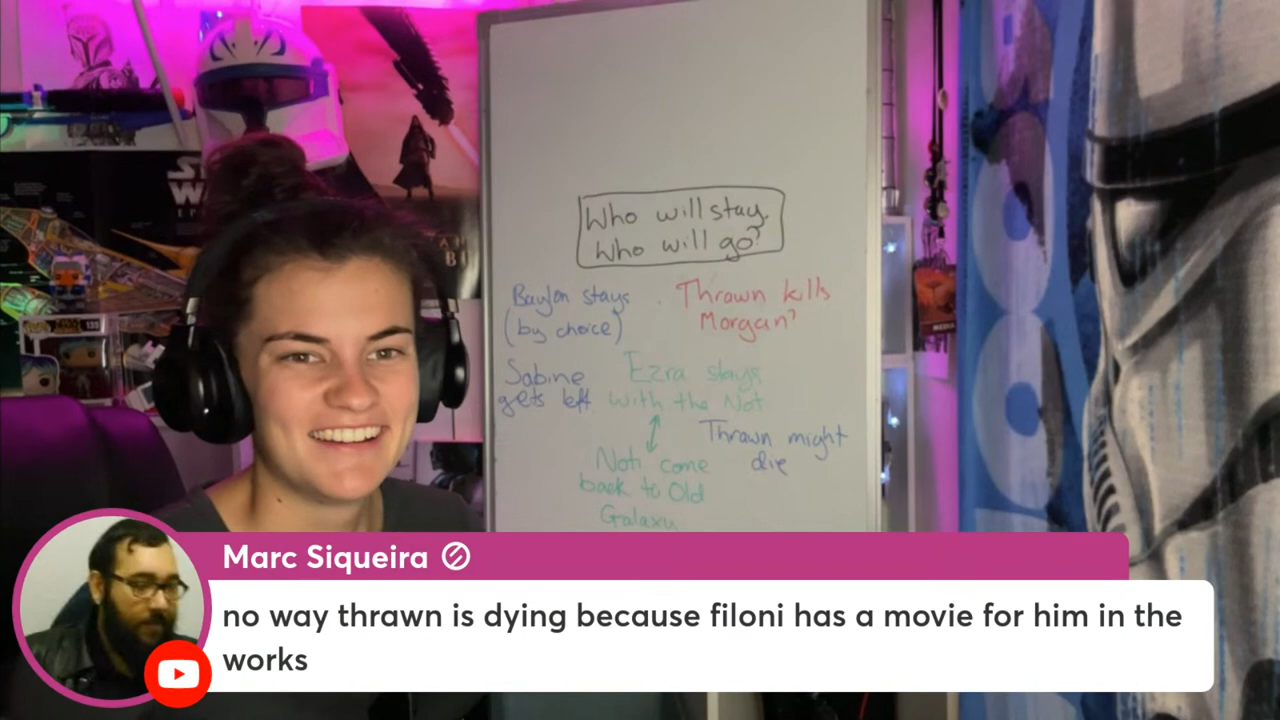 Who will stay.
Who will go?
Baylon stays
(by choice)
Thrawn kills
Morgan?
Sabine
gets left
Ezra stays
with the Noti
Thrawn might
die
Noti come
back to Old
Galaxy
135
MEDIA
Marc Siqueira
no way thrawn is dying because filoni has a movie for him in the
works